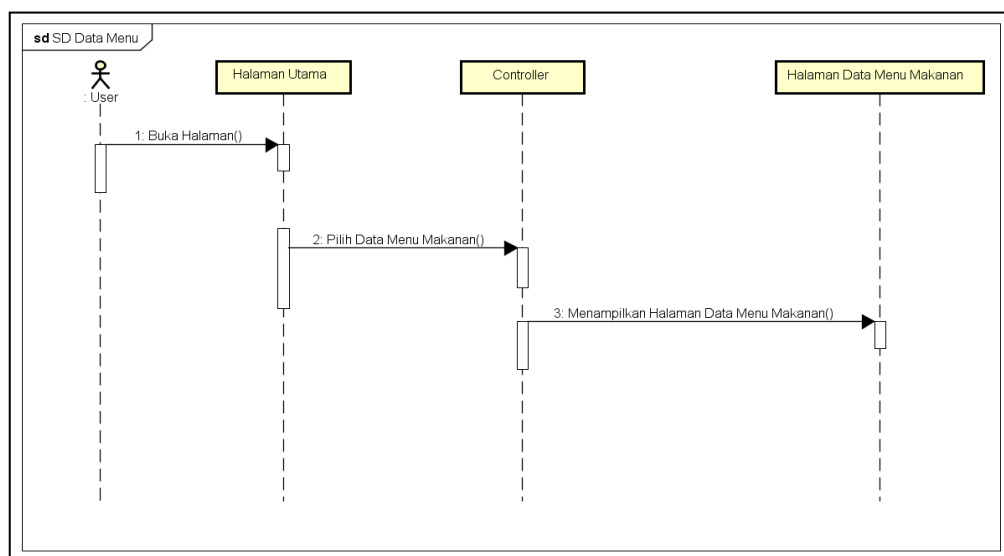 sd SD Data Menu
: User
Halaman Utama
Controller
Halaman Data Menu Makanan
1: Buka Halaman()
2: Pilih Data Menu Makanan()
3: Menampilkan Halaman Data Menu Makanan()